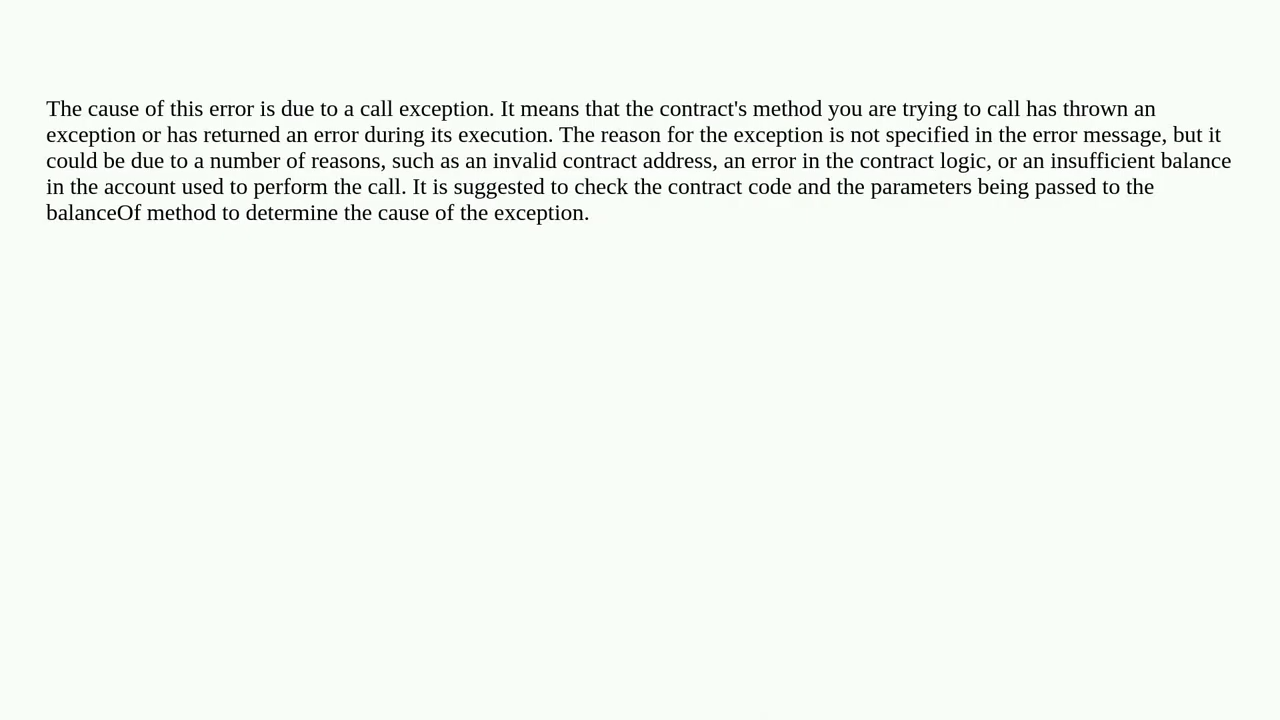 The cause of this error is due to a call exception. It means that the contract's method you are trying to call has thrown an
exception or has returned an error during its execution. The reason for the exception is not specified in the error message, but it
could be due to a number of reasons, such as an invalid contract address, an error in the contract logic, or an insufficient balance
in the account used to perform the call. It is suggested to check the contract code and the parameters being passed to the
balanceOf method to determine the cause of the exception.